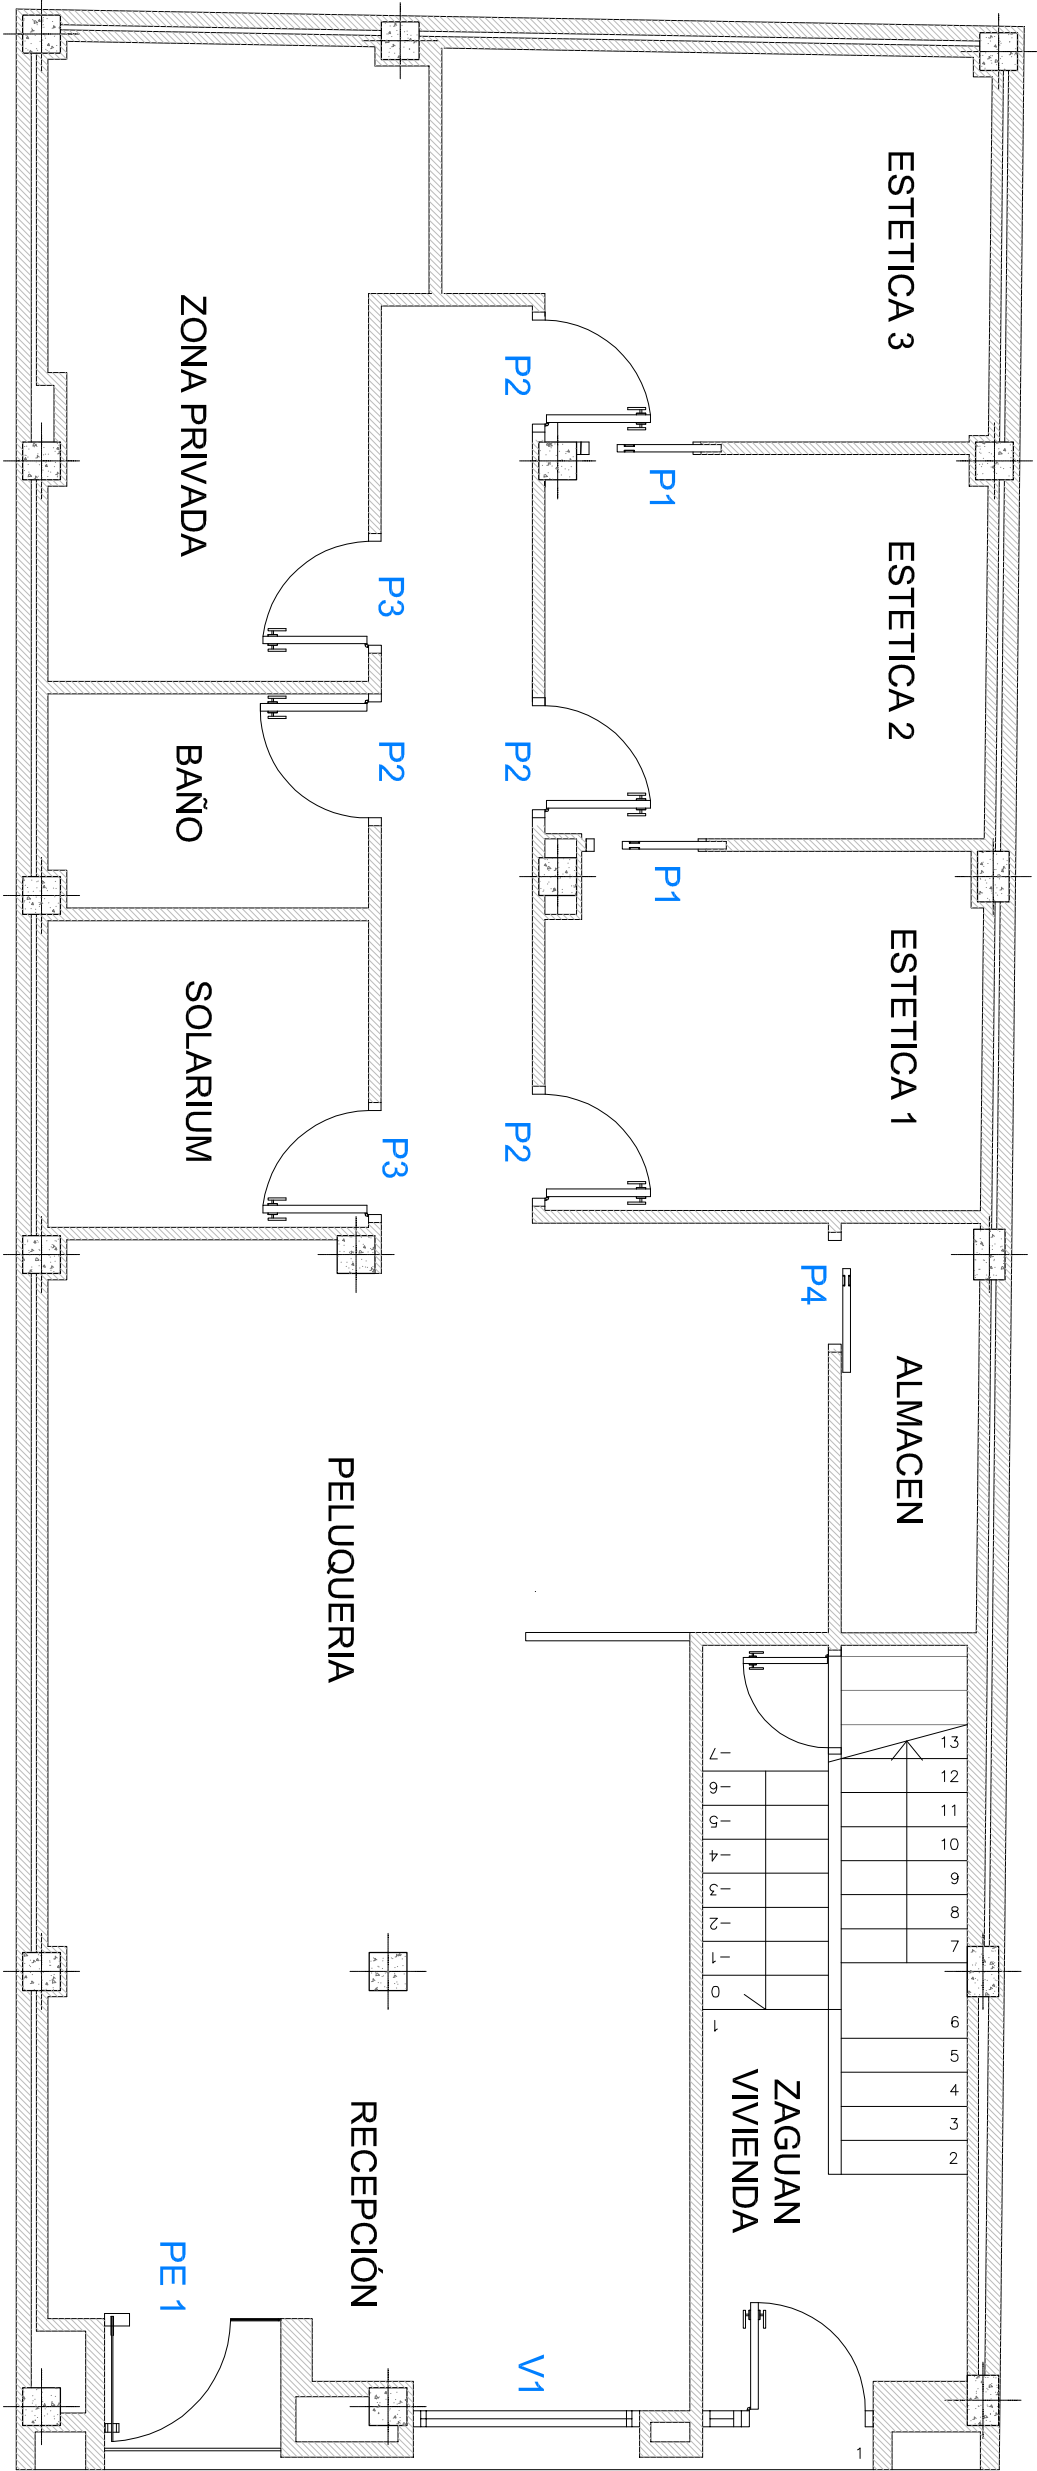 ESTETICA 3
ZONA PRIVADA
P2
P1
ESTETICA 2
P3
P2
P2
BAÑO
P1
ESTETICA 1
SOLARIUM
P2
P3
P4
ALMACEN
PELUQUERIA
13
12
11
10
9
8
7
6
5
4
3
2
1
-7
-6
-5
-4
-3
-2
-1
0
1
ZAGUAN
VIVIENDA
RECEPCIÓN
PE 1
V1